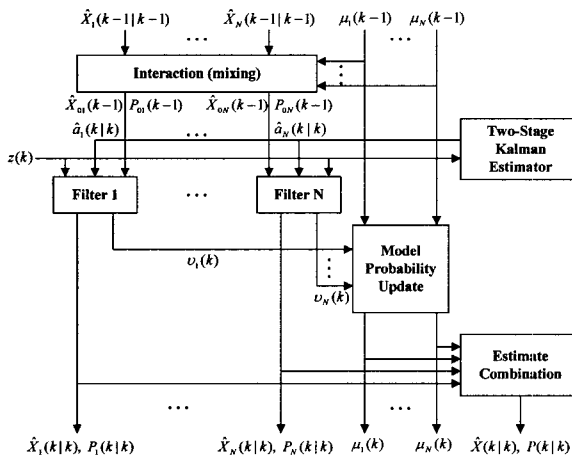 X̂₁(k−1|k−1) ... X̂_N(k−1|k−1) μ₁(k−1) ... μ_N(k−1)
Interaction (mixing)
X̂₀₁(k−1) P₀₁(k−1) X̂₀N(k−1) P₀N(k−1)
â₁(k|k) ... â_N(k|k)
Two-Stage
Kalman
Estimator
z(k)
Filter 1 ... Filter N
υ₁(k)
Model
Probability
Update
υ_N(k)
Estimate
Combination
... ...
X̂₁(k|k), P₁(k|k) X̂_N(k|k), P_N(k|k) μ₁(k) μ_N(k) X̂(k|k), P(k|k)